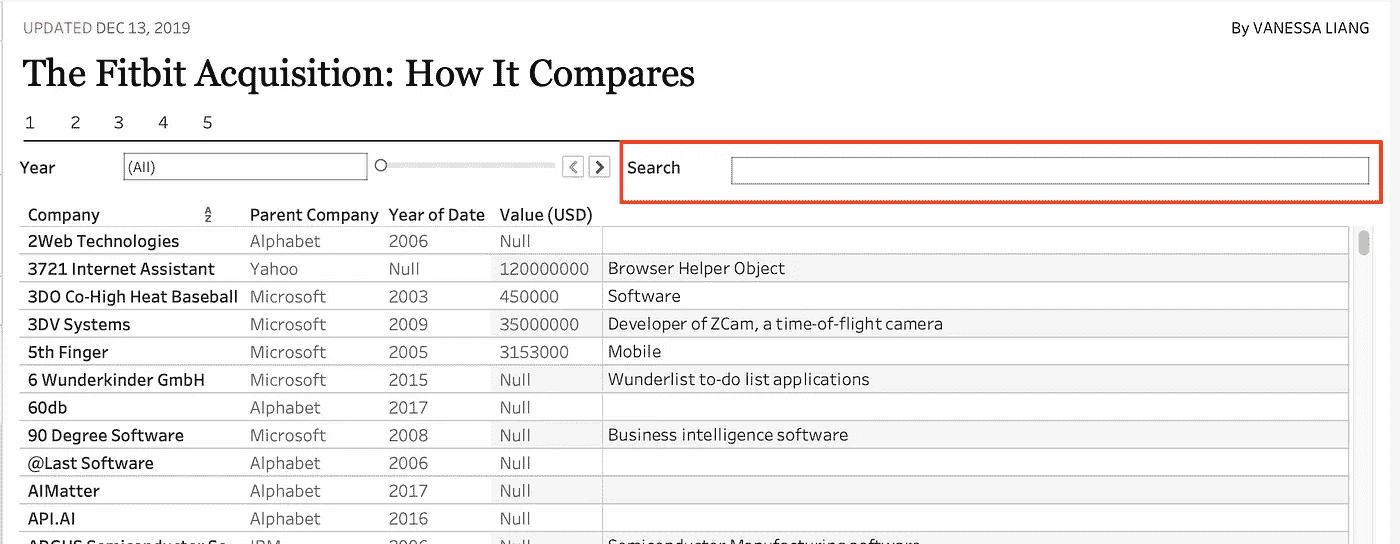 UPDATED DEC 13, 2019 By VANESSA LIANG
The Fitbit Acquisition: How It Compares
1 2 3 4 5
Year (All) Search
Company Parent Company Year of Date Value (USD)
2Web Technologies Alphabet 2006 Null
3721 Internet Assistant Yahoo Null 120000000 Browser Helper Object
3DO Co-High Heat Baseball Microsoft 2003 450000 Software
3DV Systems Microsoft 2009 35000000 Developer of ZCam, a time-of-flight camera
5th Finger Microsoft 2005 3153000 Mobile
6 Wunderkinder GmbH Microsoft 2015 Null Wunderlist to-do list applications
60db Alphabet 2017 Null
90 Degree Software Microsoft 2008 Null Business intelligence software
@Last Software Alphabet 2006 Null
AIMatter Alphabet 2017 Null
API.AI Alphabet 2016 Null